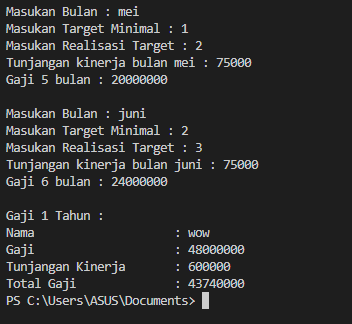 Masukan Bulan : mei
Masukan Target Minimal : 1
Masukan Realisasi Target : 2
Tunjangan kinerja bulan mei : 75000
Gaji 5 bulan : 20000000
Masukan Bulan : juni
Masukan Target Minimal : 2
Masukan Realisasi Target : 3
Tunjangan kinerja bulan juni : 75000
Gaji 6 bulan : 24000000
Gaji 1 Tahun :
Nama : wow
Gaji : 48000000
Tunjangan Kinerja : 600000
Total Gaji : 43740000
PS C:\Users\ASUS\Documents>